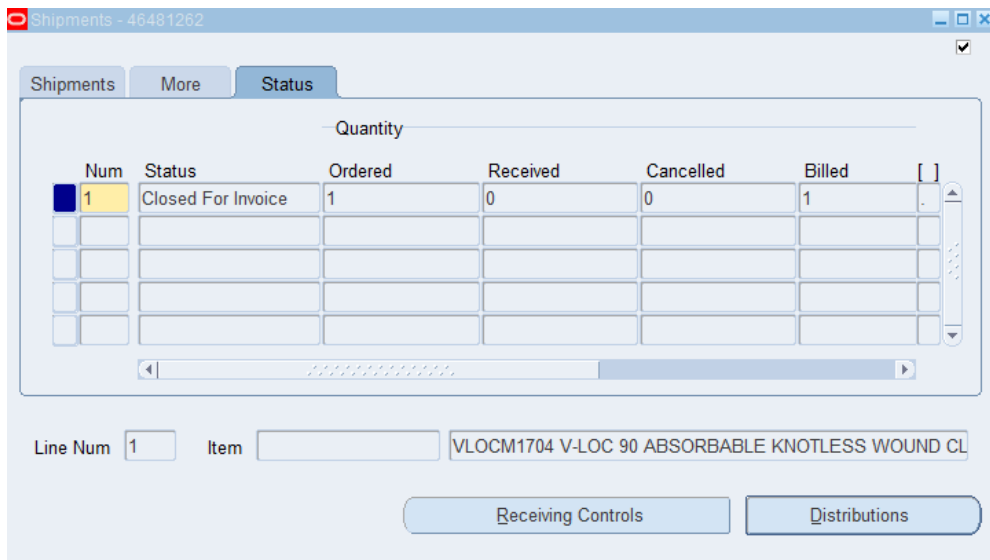 Shipments - 46481262
Shipments More Status
Quantity
Num Status Ordered Received Cancelled Billed [ ]
1 Closed For Invoice 1 0 0 1 .
Line Num 1 Item VLOCM1704 V-LOC 90 ABSORBABLE KNOTLESS WOUND CL
Receiving Controls Distributions